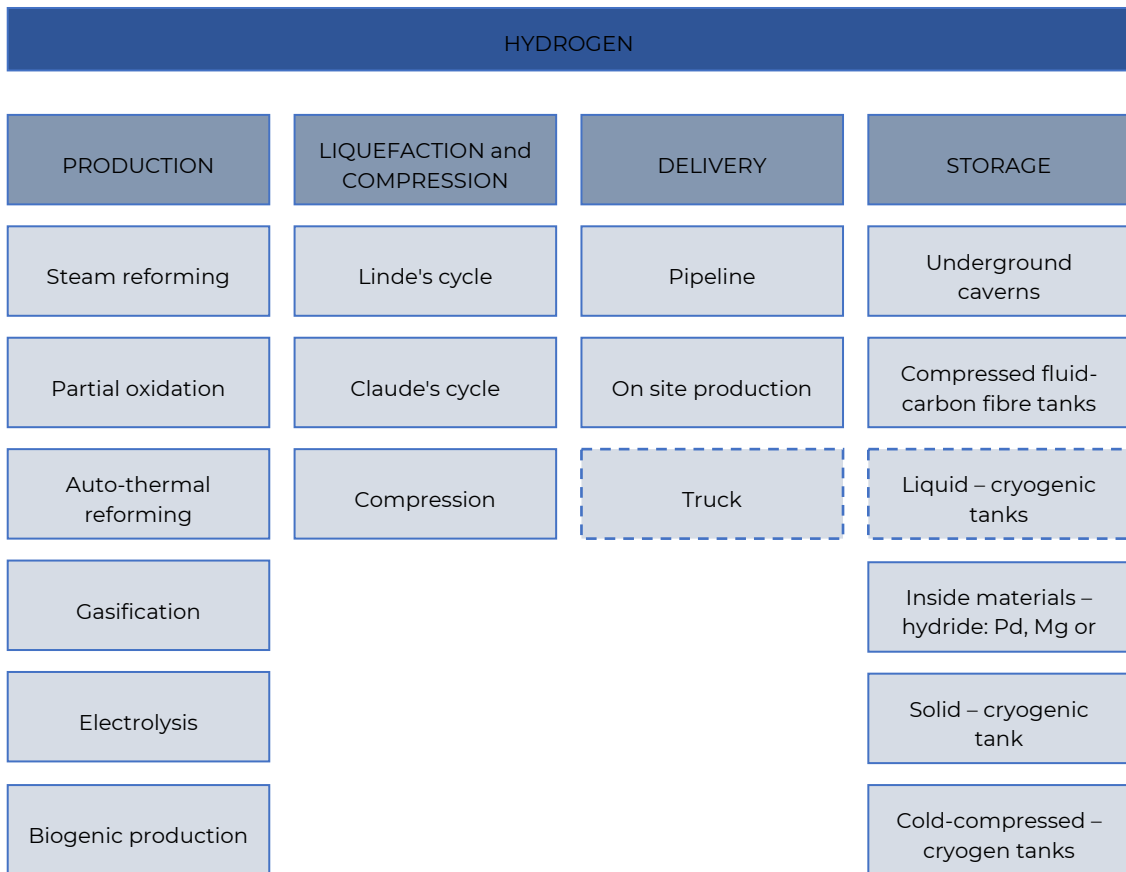 HYDROGEN
PRODUCTION
LIQUEFACTION and
COMPRESSION
DELIVERY
STORAGE
Steam reforming
Linde's cycle
Pipeline
Underground
caverns
Partial oxidation
Claude's cycle
On site production
Compressed fluid-
carbon fibre tanks
Auto-thermal
reforming
Compression
Truck
Liquid – cryogenic
tanks
Gasification
Inside materials –
hydride: Pd, Mg or
Electrolysis
Solid – cryogenic
tank
Biogenic production
Cold-compressed –
cryogen tanks